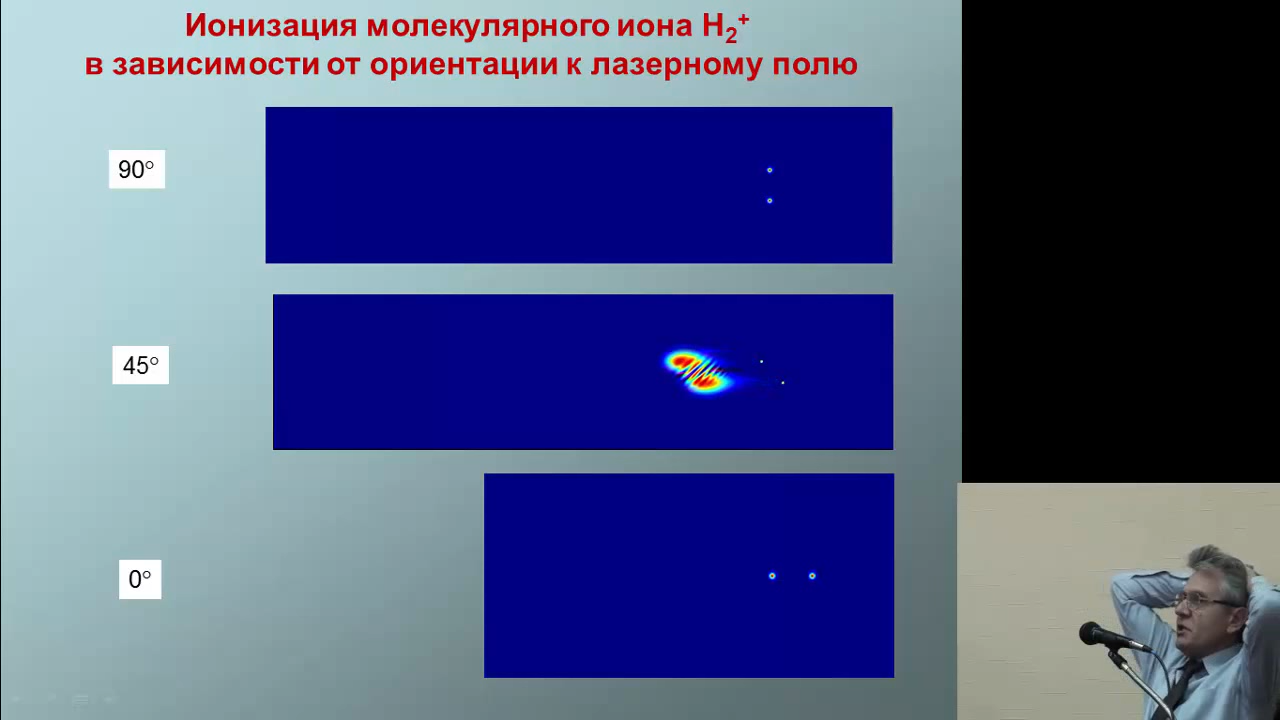 Ионизация молекулярного иона H₂⁺
в зависимости от ориентации к лазерному полю
90°
45°
0°